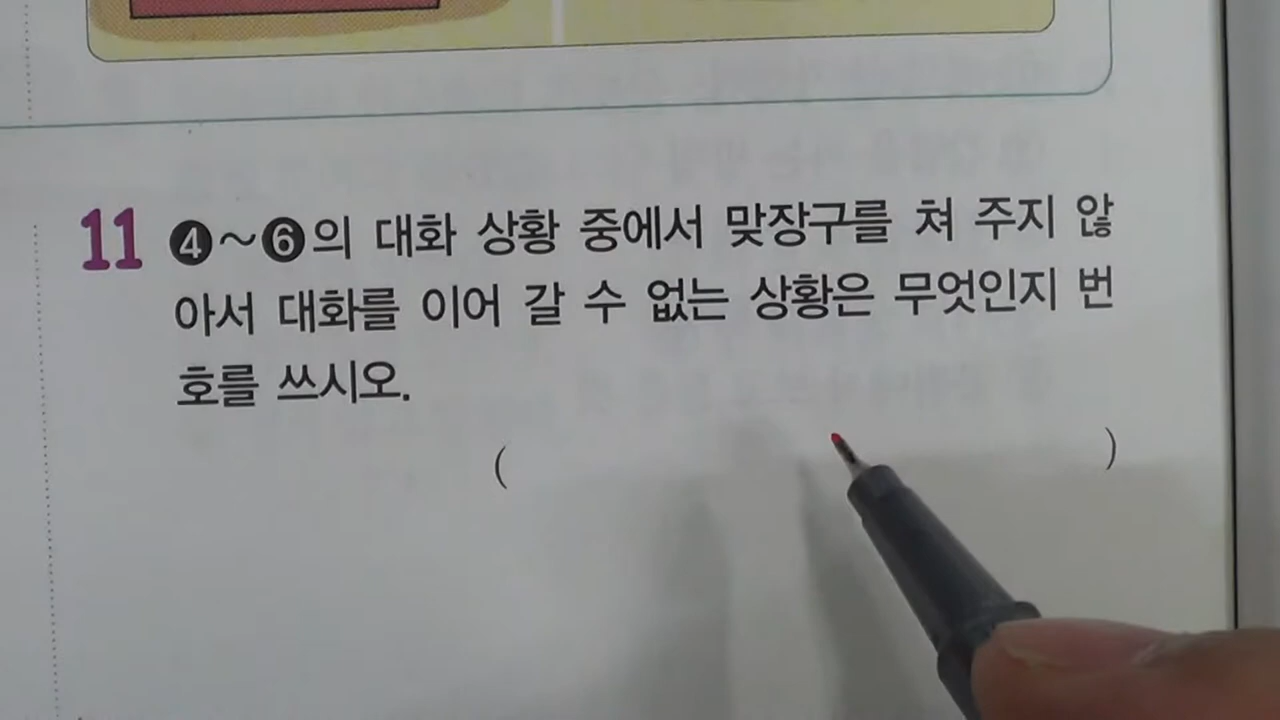 11 ❹~❻의 대화 상황 중에서 맞장구를 쳐 주지 않
아서 대화를 이어 갈 수 없는 상황은 무엇인지 번
호를 쓰시오.
( )